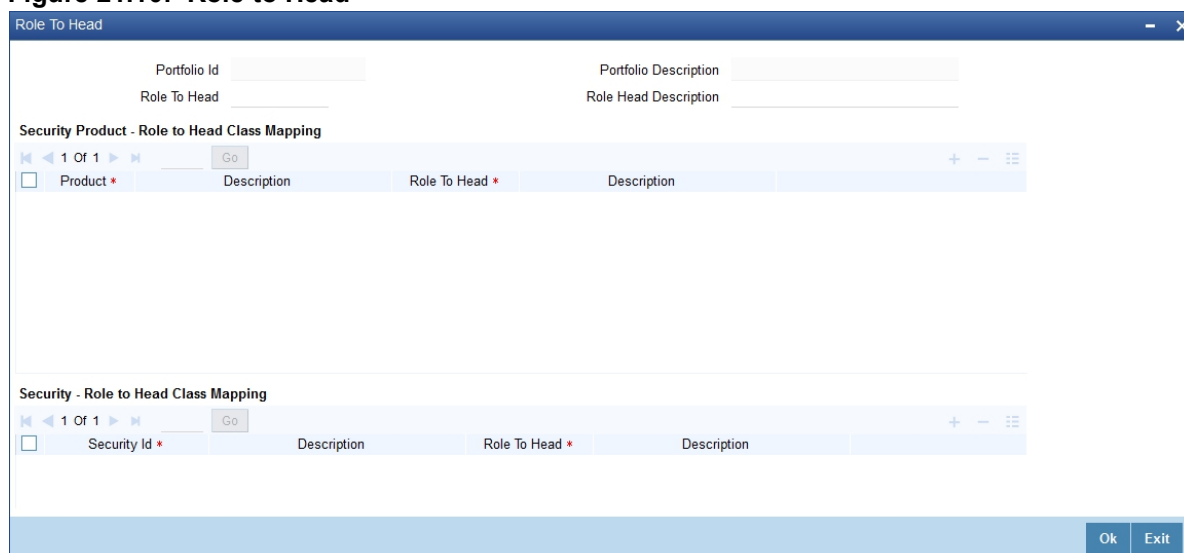 Figure 21.10: Role to Head
Role To Head
Portfolio Id Portfolio Description
Role To Head Role Head Description
Security Product - Role to Head Class Mapping
1 Of 1 Go
Product * Description Role To Head * Description
Security - Role to Head Class Mapping
1 Of 1 Go
Security Id * Description Role To Head * Description
Ok Exit